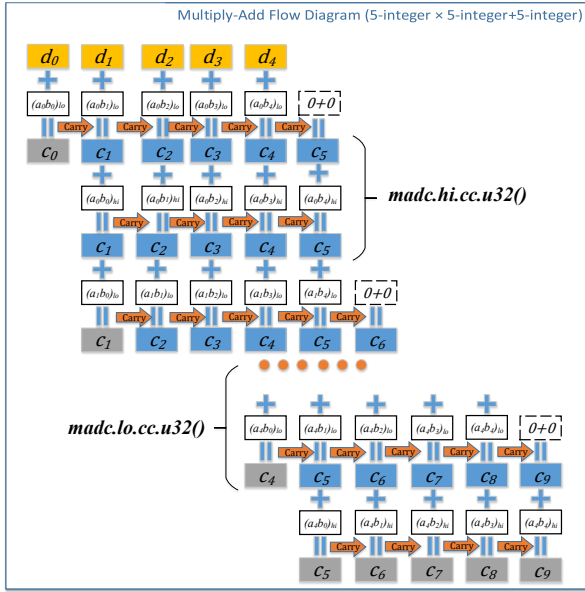 Multiply-Add Flow Diagram (5-integer × 5-integer+5-integer)
d0 d1 d2 d3 d4
(a0b0)lo (a0b1)lo (a0b2)lo (a0b3)lo (a0b4)lo 0+0
Carry Carry Carry Carry Carry
c0 c1 c2 c3 c4 c5
(a0b0)hi (a0b1)hi (a0b2)hi (a0b3)hi (a0b4)hi
madc.hi.cc.u32()
Carry Carry Carry Carry
c1 c2 c3 c4 c5
(a1b0)lo (a1b1)lo (a1b2)lo (a1b3)lo (a1b4)lo 0+0
Carry Carry Carry Carry Carry
c1 c2 c3 c4 c5 c6
madc.lo.cc.u32()
(a4b0)lo (a4b1)lo (a4b2)lo (a4b3)lo (a4b4)lo 0+0
Carry Carry Carry Carry Carry
c4 c5 c6 c7 c8 c9
(a4b0)hi (a4b1)hi (a4b2)hi (a4b3)hi (a4b4)hi
Carry Carry Carry Carry
c5 c6 c7 c8 c9